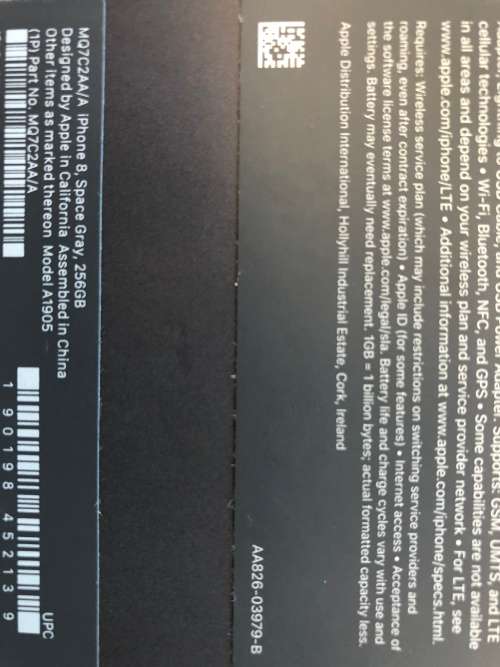 cellular technologies • Wi-Fi, Bluetooth, NFC, and GPS • Some capabilities are not available
in all areas and depend on your wireless plan and service provider network • For LTE, see
www.apple.com/iphone/LTE • Additional information at www.apple.com/iphone/specs.html.
Requires: Wireless service plan (which may include restrictions on switching service providers and
roaming, even after contract expiration) • Apple ID (for some features) • Internet access • Acceptance of
the software license terms at www.apple.com/legal/sla. Battery life and charge cycles vary with use and
settings. Battery may eventually need replacement. 1GB = 1 billion bytes; actual formatted capacity less.
Apple Distribution International, Hollyhill Industrial Estate, Cork, Ireland
AA826-03979-B
MQ7C2AA/A iPhone 8, Space Gray, 256GB
Designed by Apple in California Assembled in China
Other items as marked thereon Model A1905
(1P) Part No. MQ7C2AA/A
UPC
1 90198 45213 9